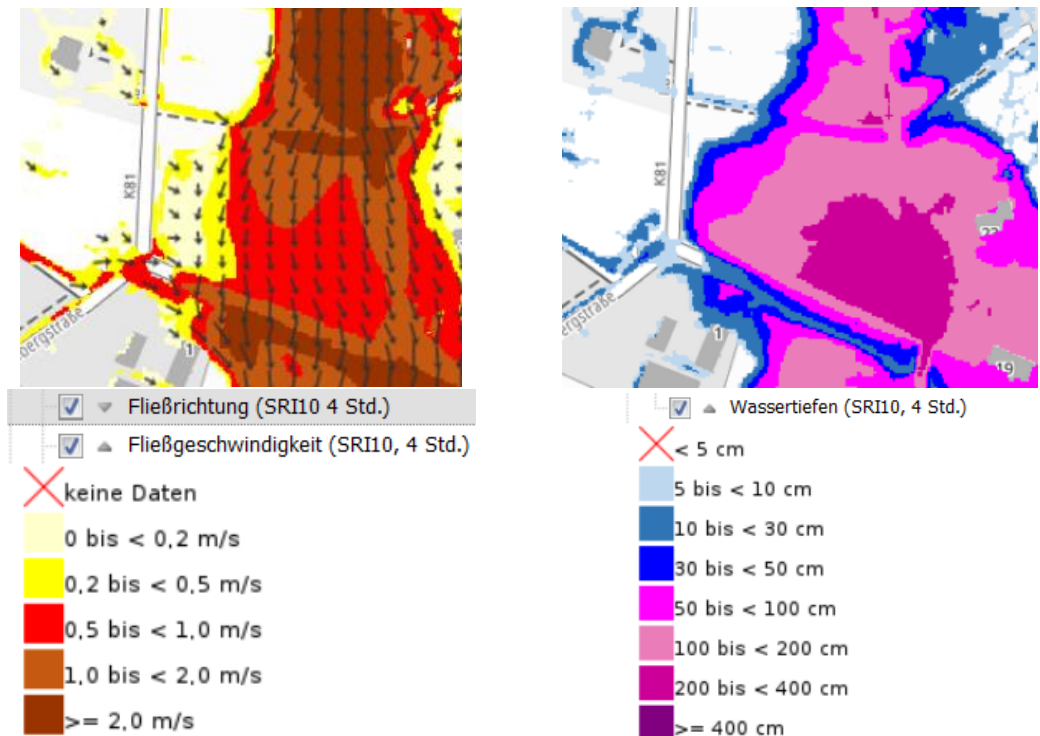 K81
bergstraße
1
K81
bergstraße
1
22
19
Fließrichtung (SRI10 4 Std.)
Fließgeschwindigkeit (SRI10, 4 Std.)
keine Daten
0 bis < 0,2 m/s
0,2 bis < 0,5 m/s
0,5 bis < 1,0 m/s
1,0 bis < 2,0 m/s
>= 2,0 m/s
Wassertiefen (SRI10, 4 Std.)
< 5 cm
5 bis < 10 cm
10 bis < 30 cm
30 bis < 50 cm
50 bis < 100 cm
100 bis < 200 cm
200 bis < 400 cm
>= 400 cm